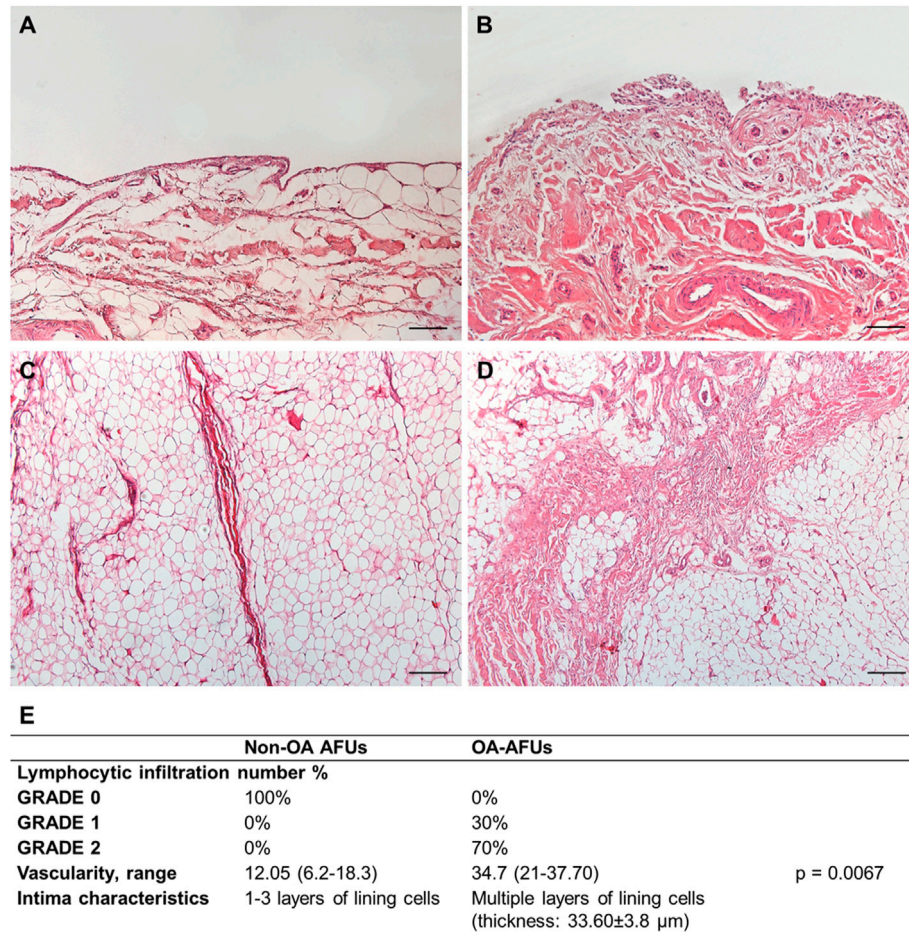 A
B
C
D
E
Non-OA AFUs OA-AFUs
Lymphocytic infiltration number %
GRADE 0 100% 0%
GRADE 1 0% 30%
GRADE 2 0% 70%
Vascularity, range 12.05 (6.2-18.3) 34.7 (21-37.70) p = 0.0067
Intima characteristics 1-3 layers of lining cells Multiple layers of lining cells
(thickness: 33.60±3.8 µm)